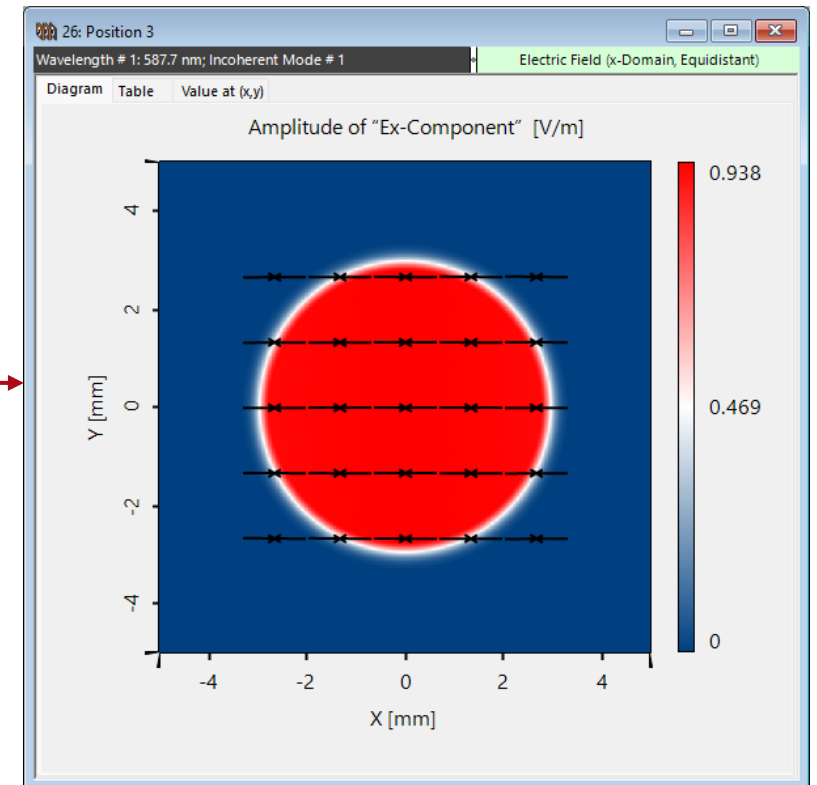 26: Position 3
Wavelength # 1: 587.7 nm; Incoherent Mode # 1
Electric Field (x-Domain, Equidistant)
Diagram Table Value at (x,y)
Amplitude of "Ex-Component" [V/m]
0.938
4
2
Y [mm]
0
0.469
-2
-4
0
-4 -2 0 2 4
X [mm]